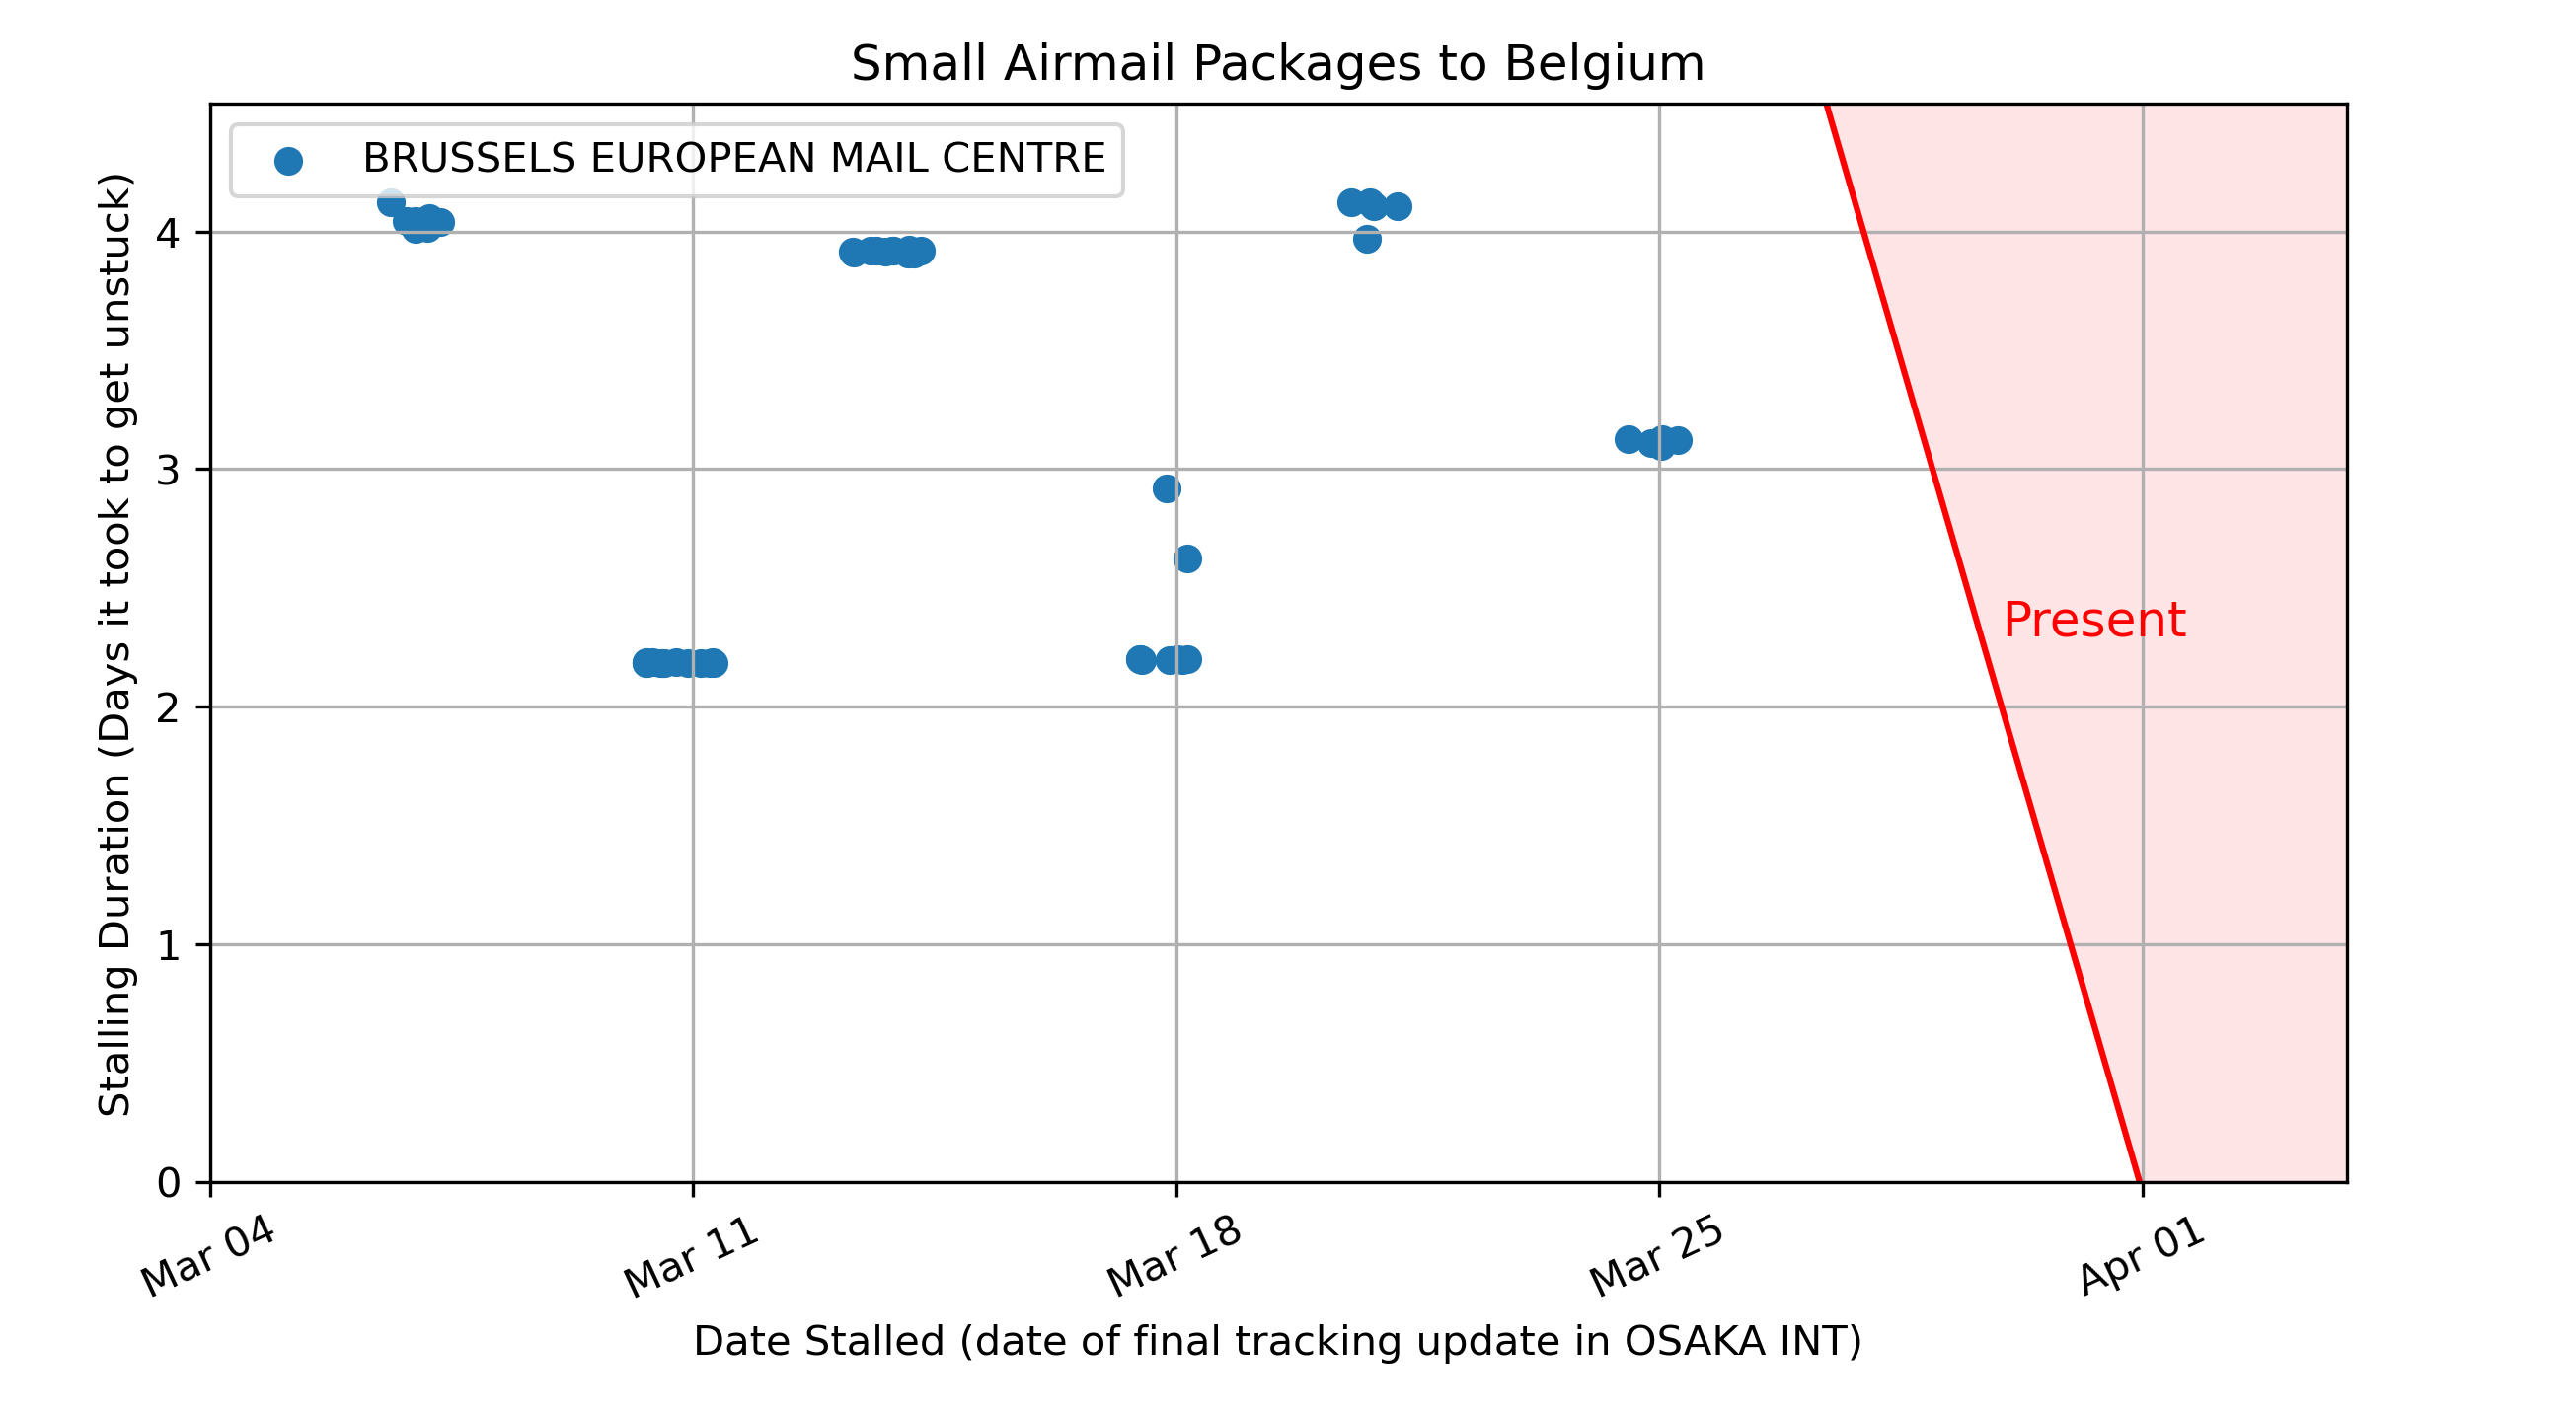 Small Airmail Packages to Belgium
BRUSSELS EUROPEAN MAIL CENTRE
Stalling Duration (Days it took to get unstuck)
4
3
2
1
0
Present
Mar 04
Mar 11
Mar 18
Mar 25
Apr 01
Date Stalled (date of final tracking update in OSAKA INT)